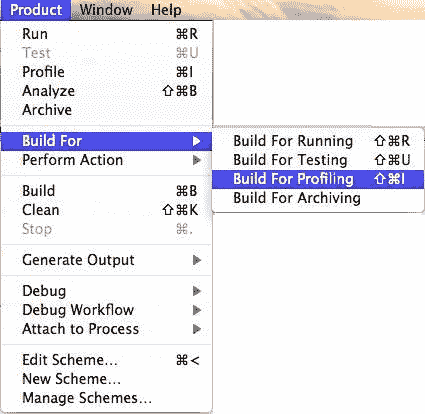 Product Window Help
Run ⌘R
Test ⌘U
Profile ⌘I
Analyze ⇧⌘B
Archive
Build For ▶
Perform Action ▶
Build ⌘B
Clean ⇧⌘K
Stop ⌘.
Generate Output ▶
Debug ▶
Debug Workflow ▶
Attach to Process ▶
Edit Scheme... ⌘<
New Scheme...
Manage Schemes...
Build For Running ⇧⌘R
Build For Testing ⇧⌘U
Build For Profiling ⇧⌘I
Build For Archiving